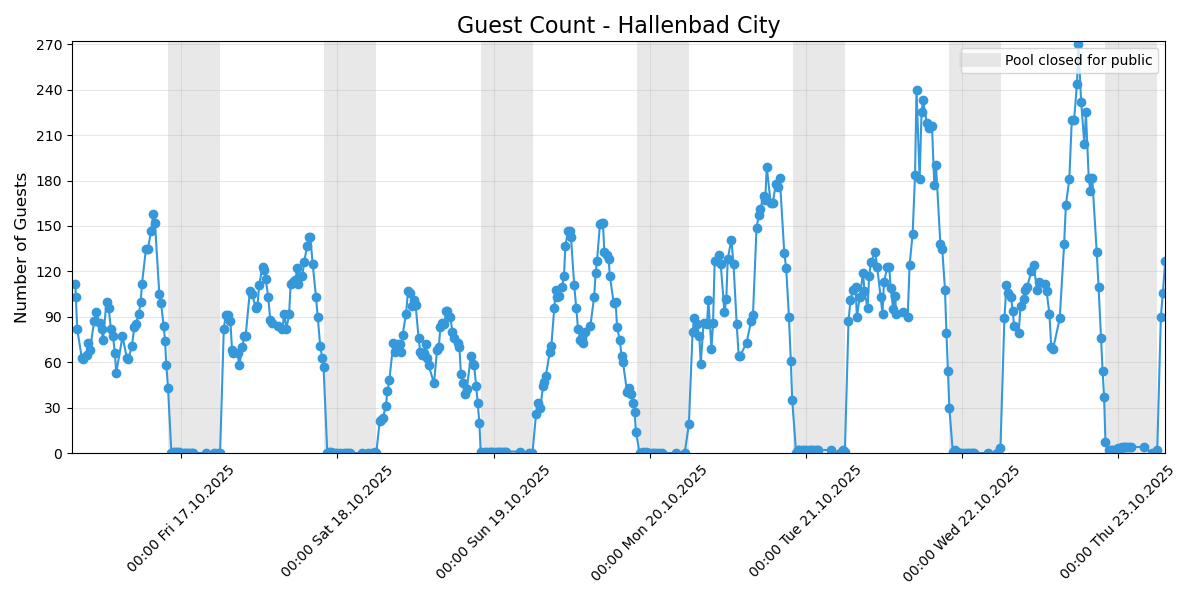 Guest Count - Hallenbad City
Pool closed for public
Number of Guests
270
240
210
180
150
120
90
60
30
0
00:00 Fri 17.10.2025
00:00 Sat 18.10.2025
00:00 Sun 19.10.2025
00:00 Mon 20.10.2025
00:00 Tue 21.10.2025
00:00 Wed 22.10.2025
00:00 Thu 23.10.2025